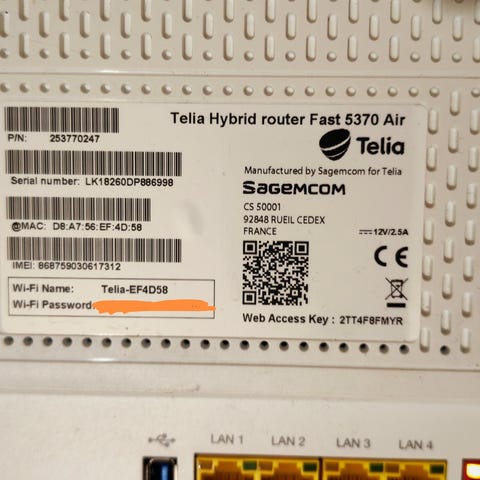 Telia Hybrid router Fast 5370 Air
P/N: 253770247
Telia
Manufactured by Sagemcom for Telia
Serial number: LK18260DP886998
SAGEMCOM
CS 50001
92848 RUEIL CEDEX
FRANCE
12V/2.5A
@MAC: D8:A7:56:EF:4D:58
CE
IMEI: 868759030617312
Wi-Fi Name: Telia-EF4D58
Wi-Fi Password:
Web Access Key : 2TT4F8FMYR
LAN 1 LAN 2 LAN 3 LAN 4